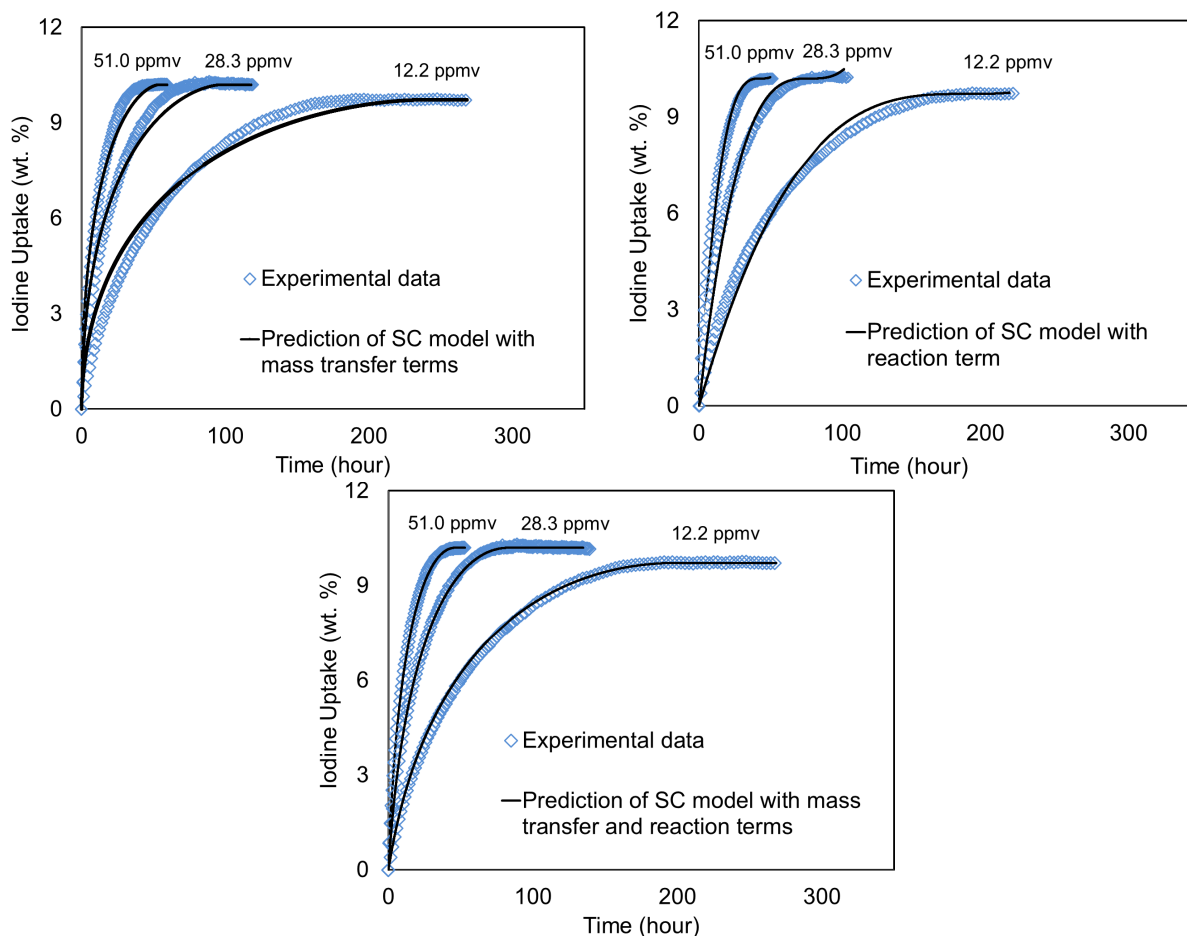 12
51.0 ppmv
28.3 ppmv
12.2 ppmv
9
6
3
0
Iodine Uptake (wt. %)
Experimental data
Prediction of SC model with
mass transfer terms
0
100
200
300
Time (hour)
12
51.0 ppmv
28.3 ppmv
12.2 ppmv
9
6
3
0
Iodine Uptake (wt. %)
Experimental data
Prediction of SC model with
reaction term
0
100
200
300
Time (hour)
12
51.0 ppmv
28.3 ppmv
12.2 ppmv
9
6
3
0
Iodine Uptake (wt. %)
Experimental data
Prediction of SC model with mass
transfer and reaction terms
0
100
200
300
Time (hour)